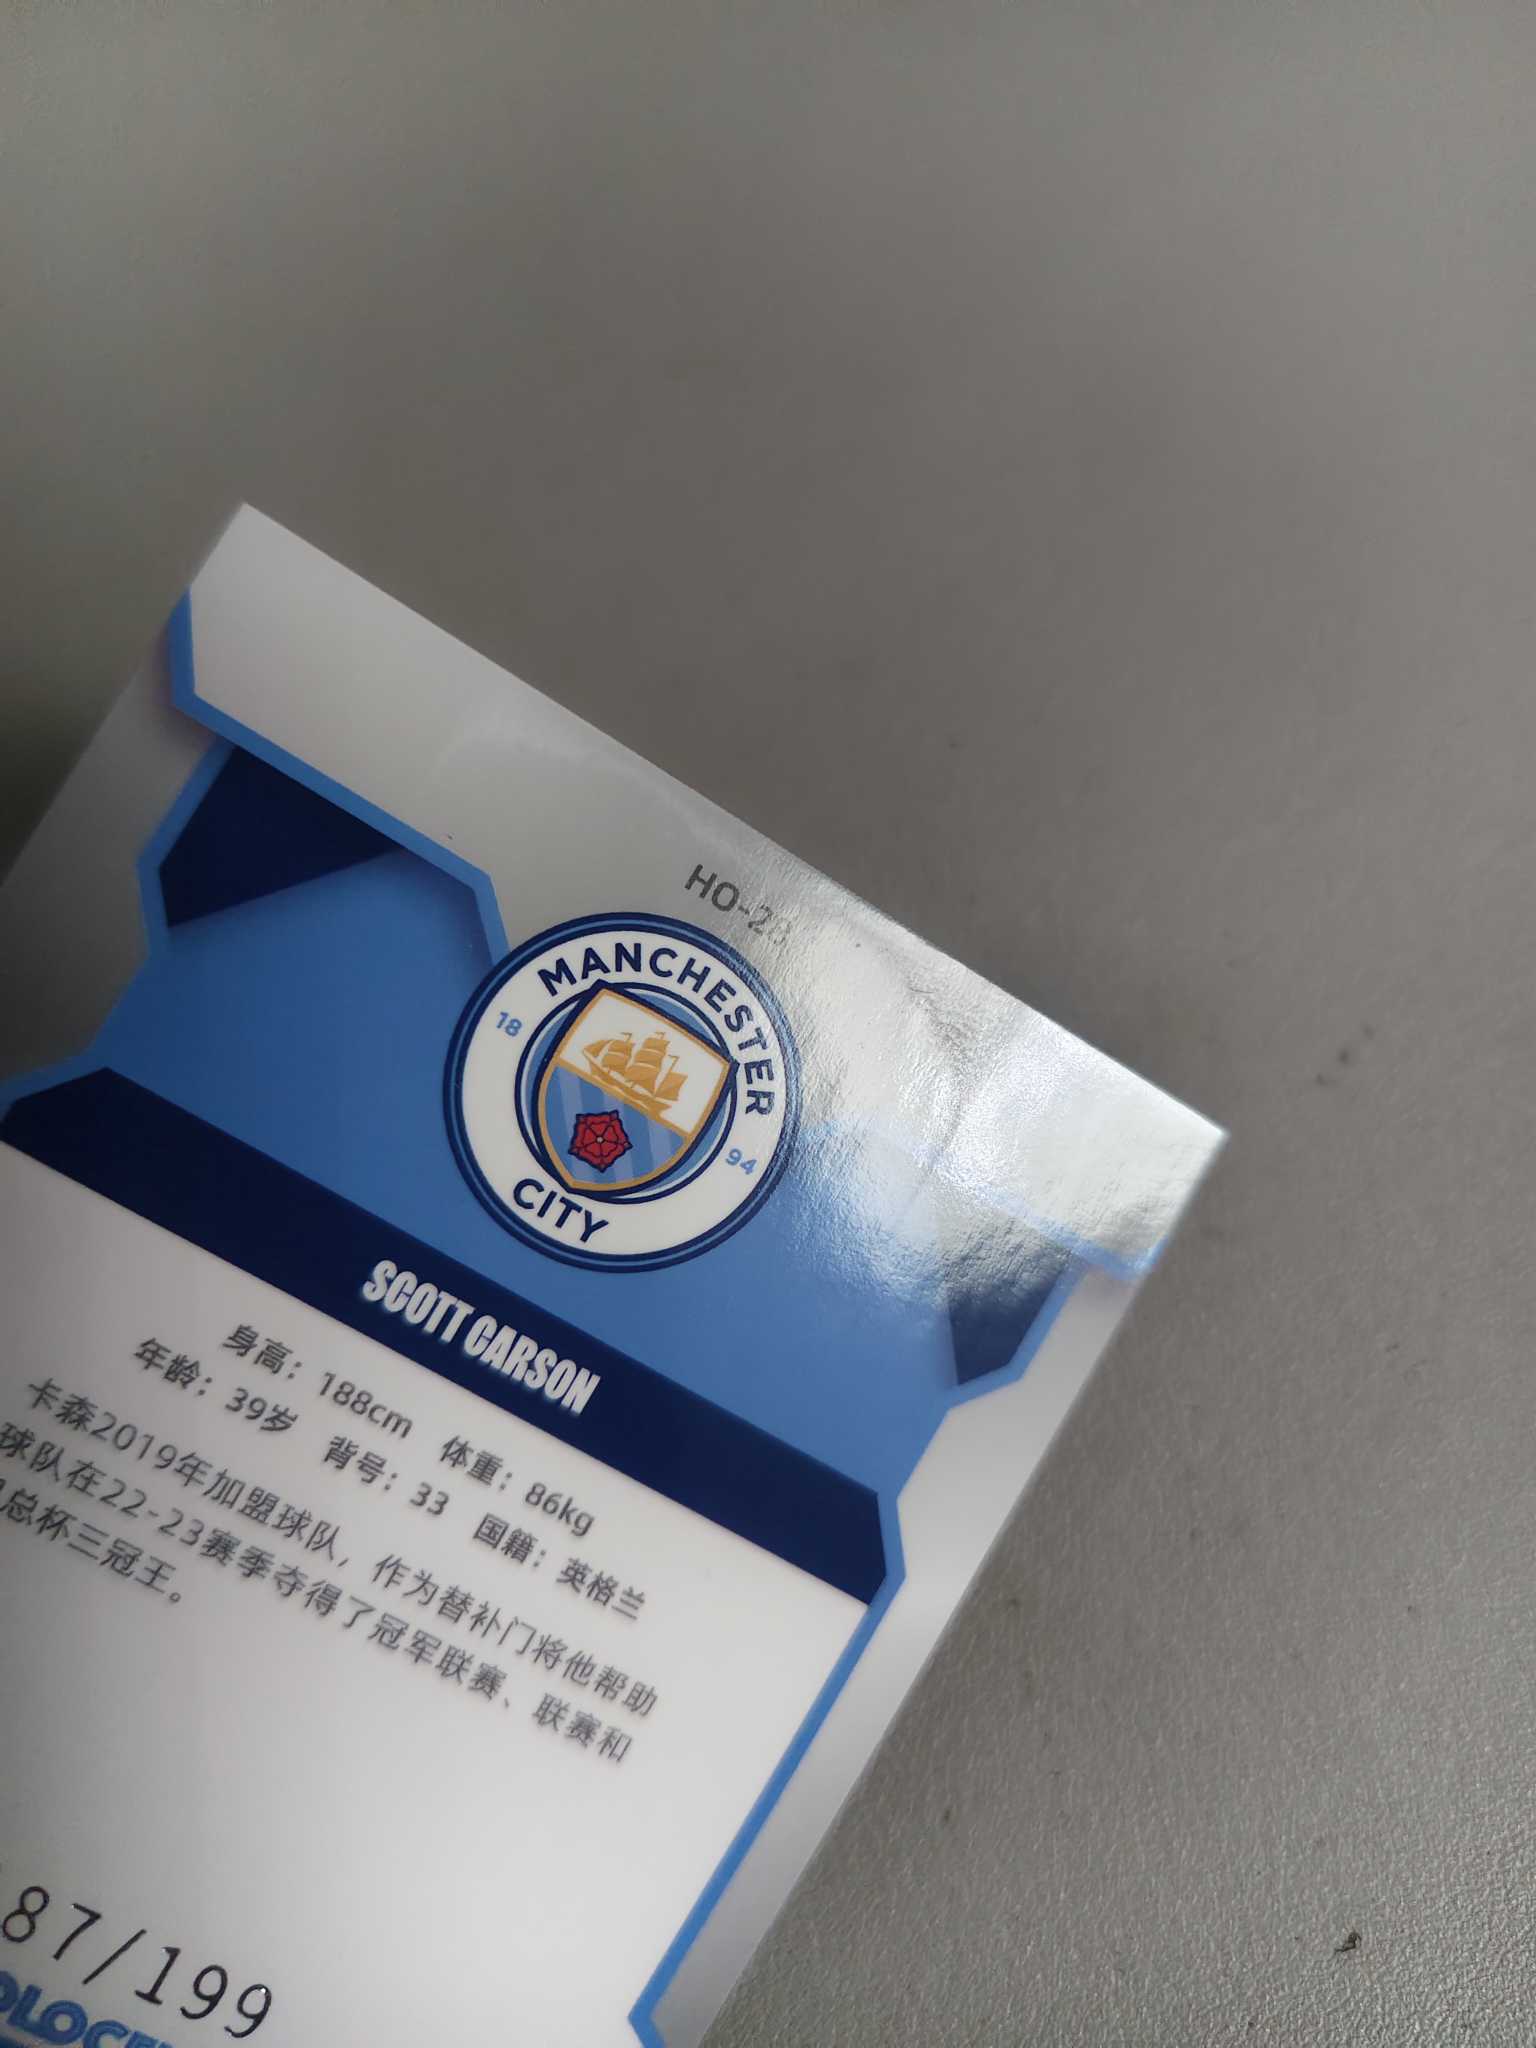 HO-28
MANCHESTER
18 94
CITY
SCOTT CARSON
身高：188cm 体重：86kg
年龄：39岁 背号：33 国籍：英格兰
卡森2019年加盟球队，作为替补门将他帮助
球队在22-23赛季夺得了冠军联赛、联赛和
总杯三冠王。
87/199